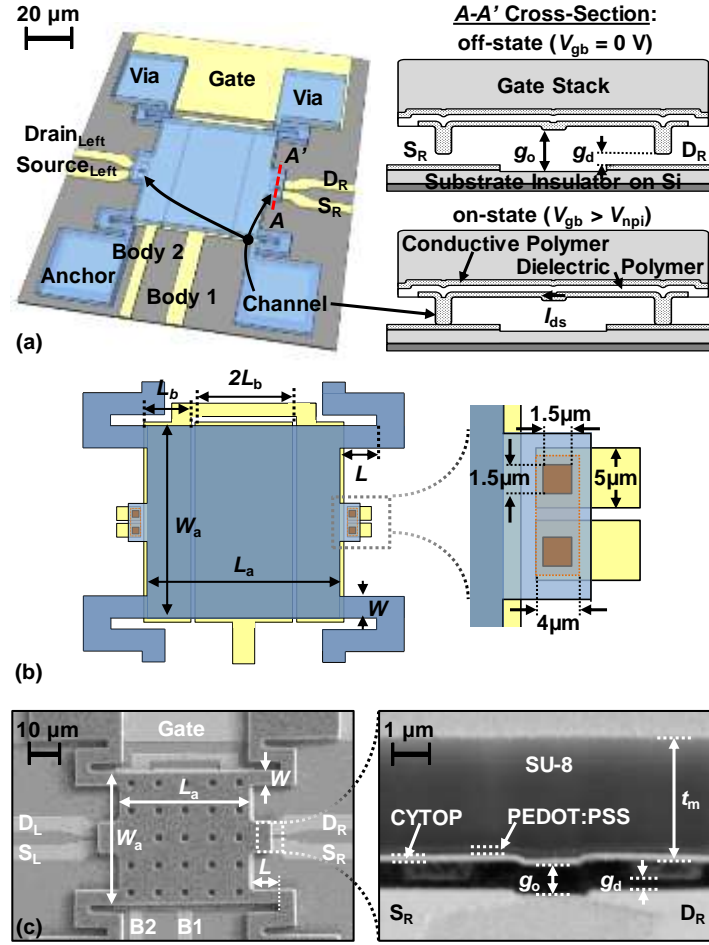 20 µm
Via
Gate
Via
Drain_Left
Source_Left
A'
D_R
S_R
A
Body 2
Body 1
Anchor
Channel
(a)
A-A' Cross-Section:
off-state (V_gb = 0 V)
Gate Stack
S_R
g_o
g_d
D_R
Substrate Insulator on Si
on-state (V_gb > V_npi)
Conductive Polymer
Dielectric Polymer
I_ds
L_b
2L_b
L
W_a
L_a
W
(b)
1.5µm
1.5µm
5µm
4µm
10 µm
Gate
W
L_a
W_a
D_L
S_L
D_R
S_R
L
B2
B1
(c)
1 µm
SU-8
t_m
CYTOP
PEDOT:PSS
g_o
g_d
S_R
D_R